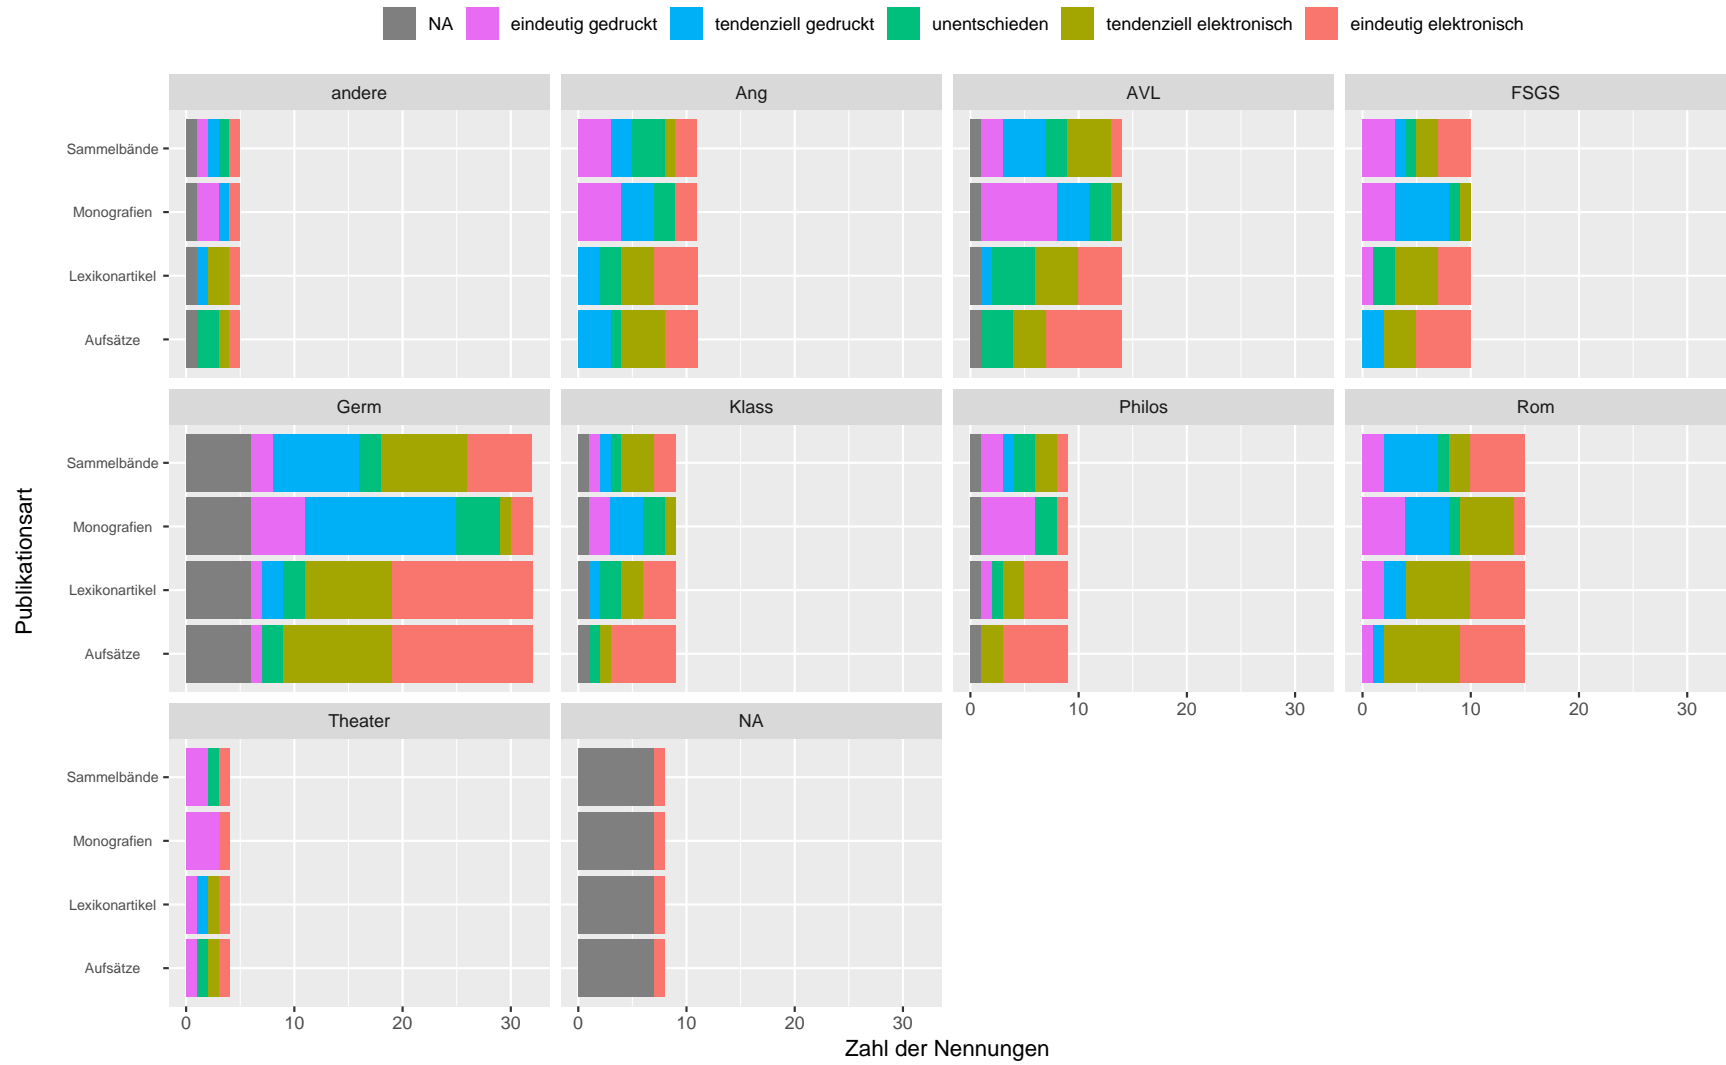 NA eindeutig gedruckt tendenziell gedruckt unentschieden tendenziell elektronisch eindeutig elektronisch
andere Ang AVL FSGS
Sammelbände
Monografien
Lexikonartikel
Aufsätze
Germ Klass Philos Rom
Sammelbände
Monografien
Lexikonartikel
Aufsätze
0 10 20 30 0 10 20 30
Theater NA
Sammelbände
Monografien
Lexikonartikel
Aufsätze
0 10 20 30 0 10 20 30
Zahl der Nennungen
Publikationsart